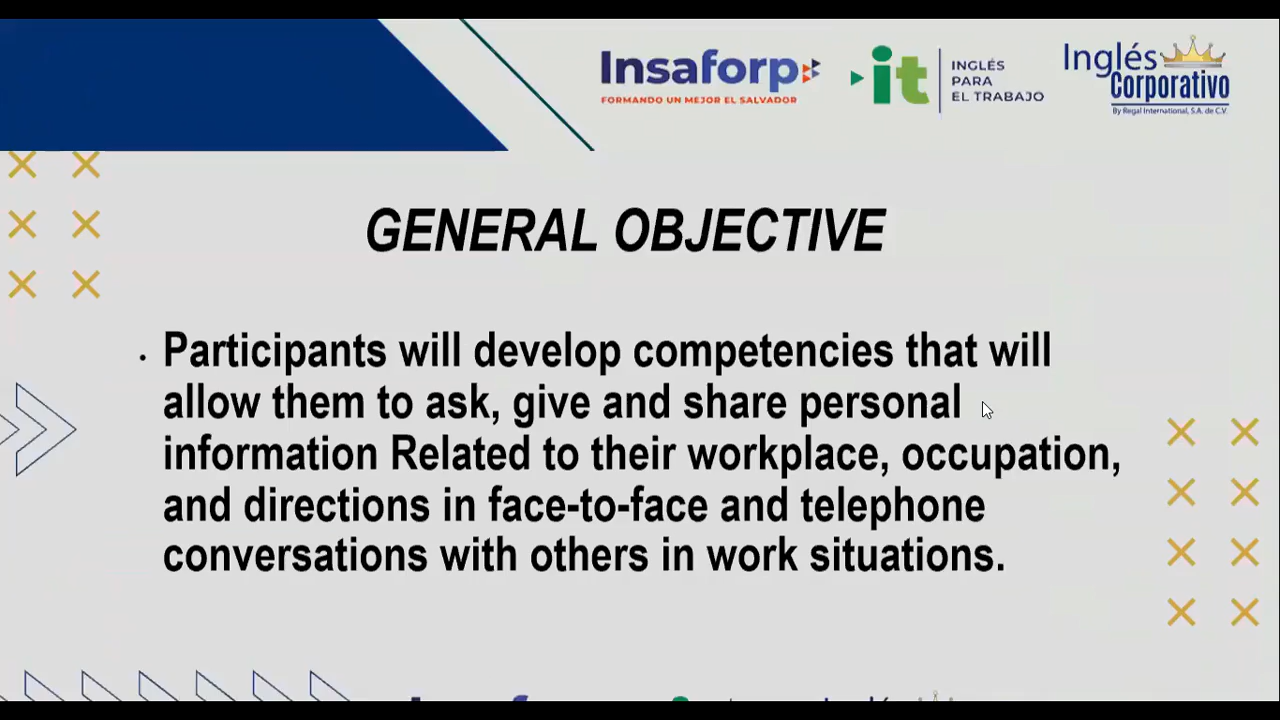 Insaforp
FORMANDO UN MEJOR EL SALVADOR
it
INGLÉS
PARA
EL TRABAJO
Inglés
Corporativo
By Regal International, S.A. de C.V.
GENERAL OBJECTIVE
• Participants will develop competencies that will
allow them to ask, give and share personal
information Related to their workplace, occupation,
and directions in face-to-face and telephone
conversations with others in work situations.